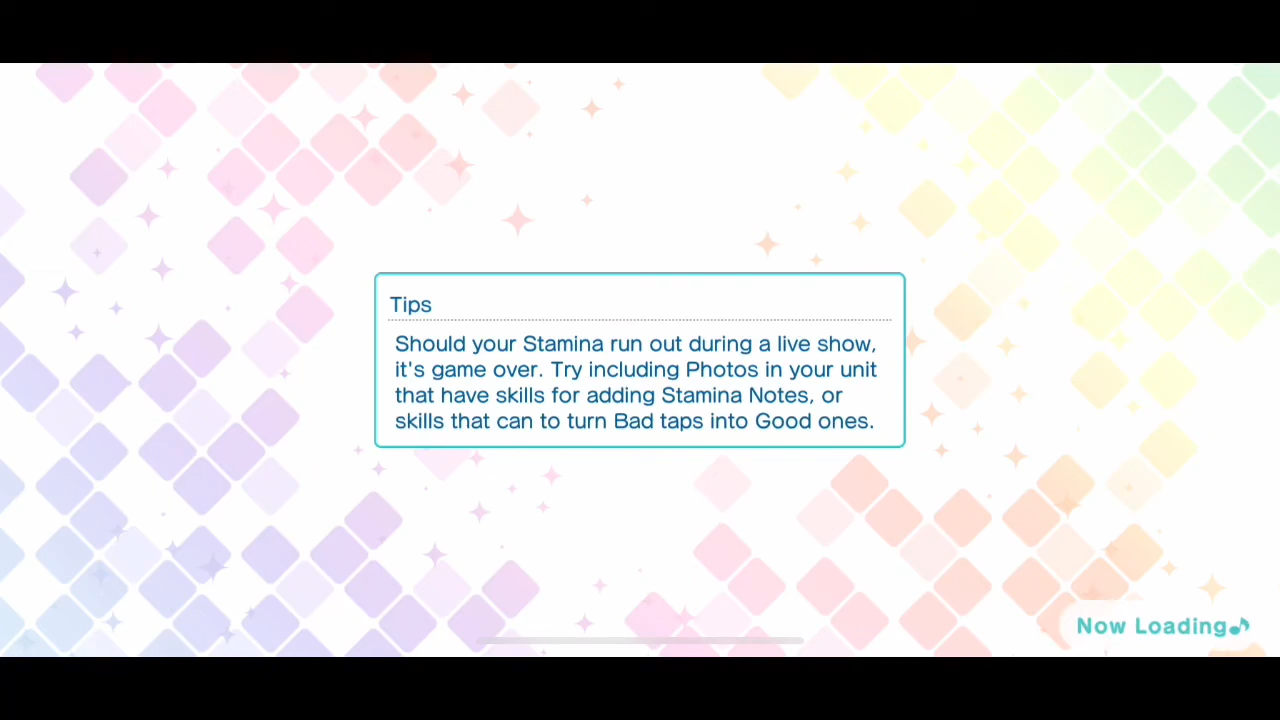 Tips
Should your Stamina run out during a live show,
it's game over. Try including Photos in your unit
that have skills for adding Stamina Notes, or
skills that can to turn Bad taps into Good ones.
Now Loading♪